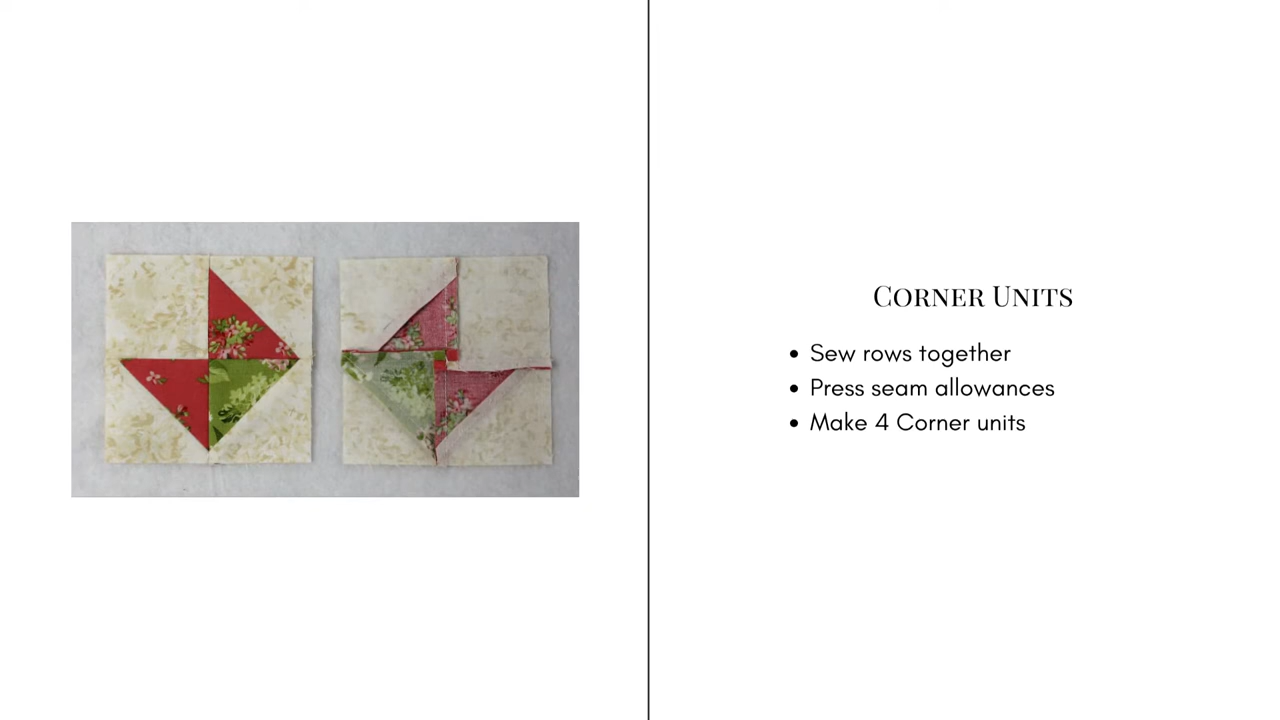 Corner Units
Sew rows together
Press seam allowances
Make 4 Corner units